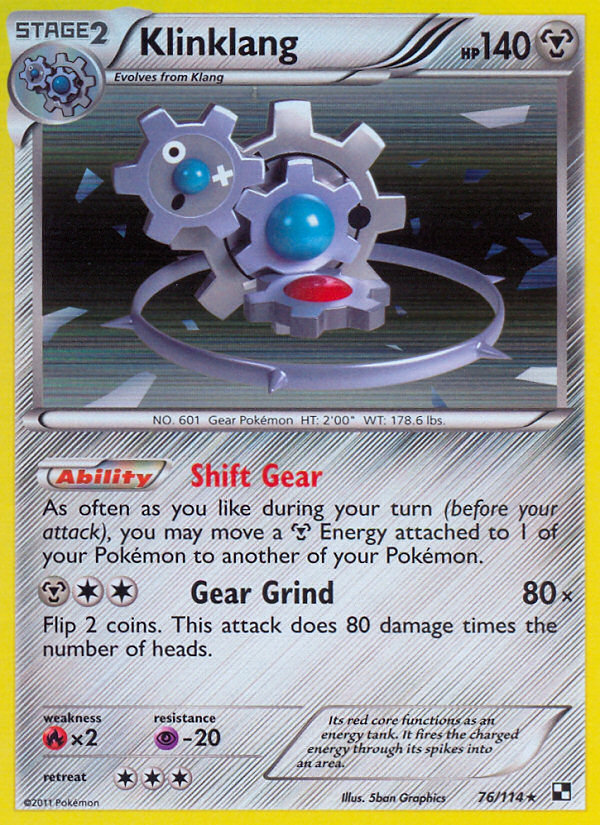 STAGE2
Klinklang
HP140
Evolves from Klang
NO. 601 Gear Pokémon HT: 2'00" WT: 178.6 lbs.
Ability Shift Gear
As often as you like during your turn (before your
attack), you may move a Energy attached to 1 of
your Pokémon to another of your Pokémon.
Gear Grind 80×
Flip 2 coins. This attack does 80 damage times the
number of heads.
weakness resistance
×2 -20
retreat
Its red core functions as an
energy tank. It fires the charged
energy through its spikes into
an area.
©2011 Pokémon
Illus. 5ban Graphics 76/114★